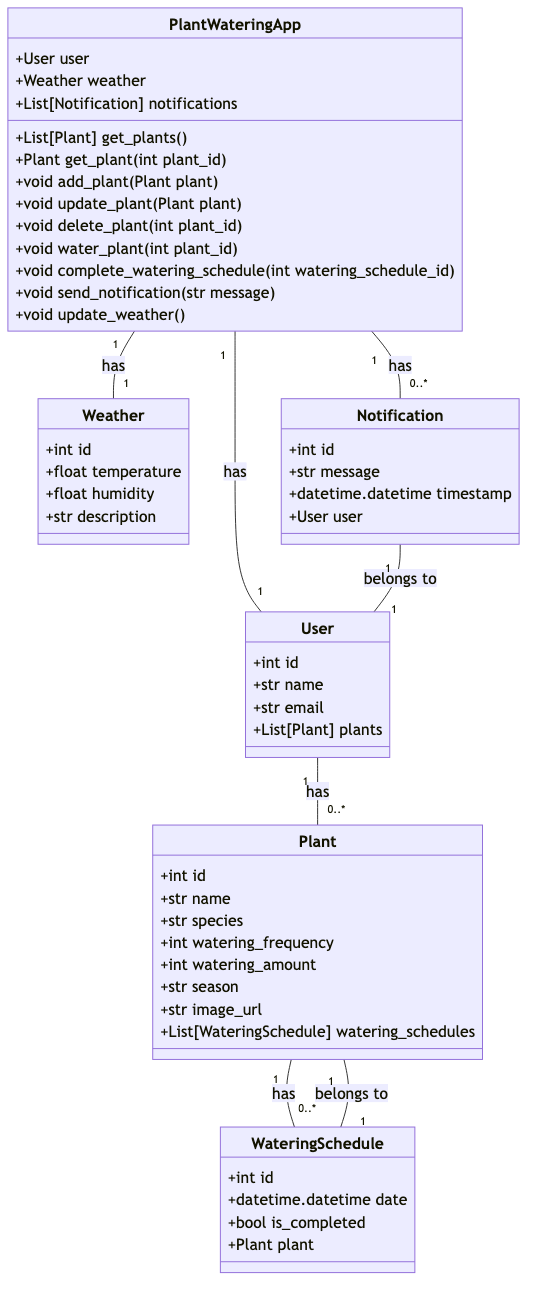 PlantWateringApp
+User user
+Weather weather
+List[Notification] notifications
+List[Plant] get_plants()
+Plant get_plant(int plant_id)
+void add_plant(Plant plant)
+void update_plant(Plant plant)
+void delete_plant(int plant_id)
+void water_plant(int plant_id)
+void complete_watering_schedule(int watering_schedule_id)
+void send_notification(str message)
+void update_weather()
1
has
1
1
has
1
1
has
0..*
Weather
+int id
+float temperature
+float humidity
+str description
Notification
+int id
+str message
+datetime.datetime timestamp
+User user
1
belongs to
1
User
+int id
+str name
+str email
+List[Plant] plants
1
has
0..*
Plant
+int id
+str name
+str species
+int watering_frequency
+int watering_amount
+str season
+str image_url
+List[WateringSchedule] watering_schedules
1
has
0..*
1
belongs to
1
WateringSchedule
+int id
+datetime.datetime date
+bool is_completed
+Plant plant